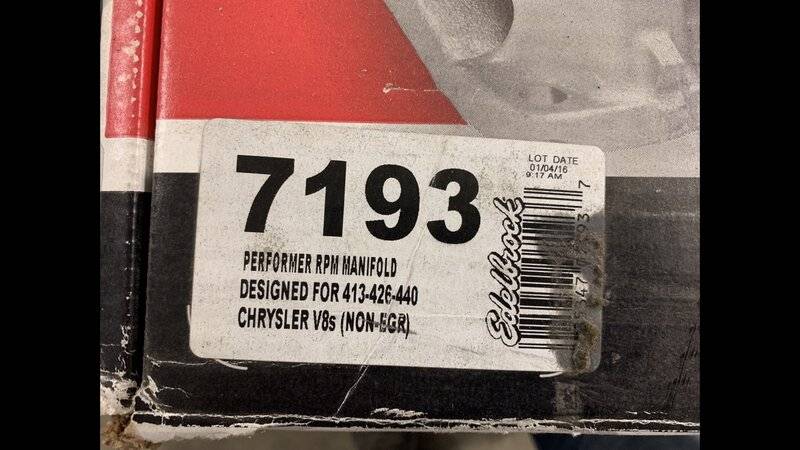 7193
PERFORMER RPM MANIFOLD
DESIGNED FOR 413-426-440
CHRYSLER V8s (NON-EGR)
LOT DATE
01/04/16
9:17 AM
Edelbrock